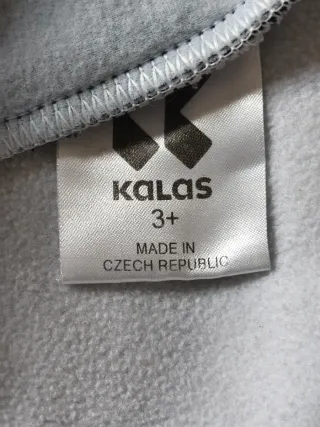 KALAS
3+
MADE IN
CZECH REPUBLIC